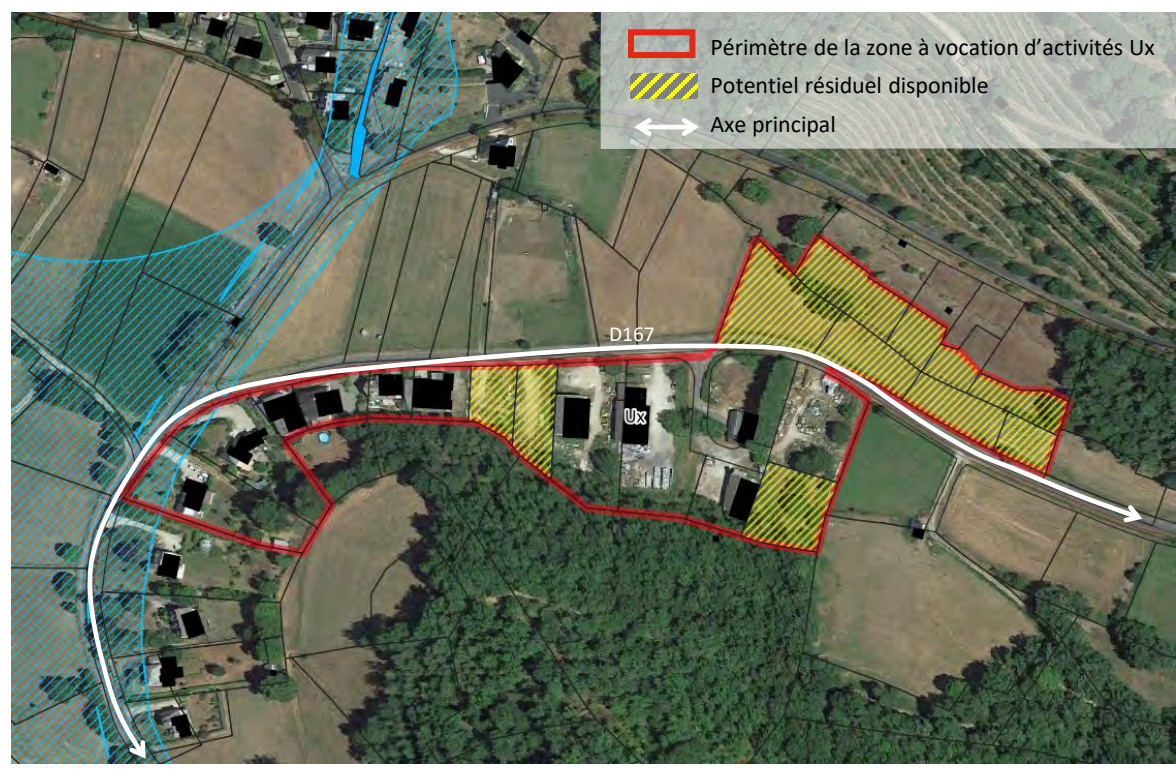 Périmètre de la zone à vocation d’activités Ux
Potentiel résiduel disponible
Axe principal
D167
Ux